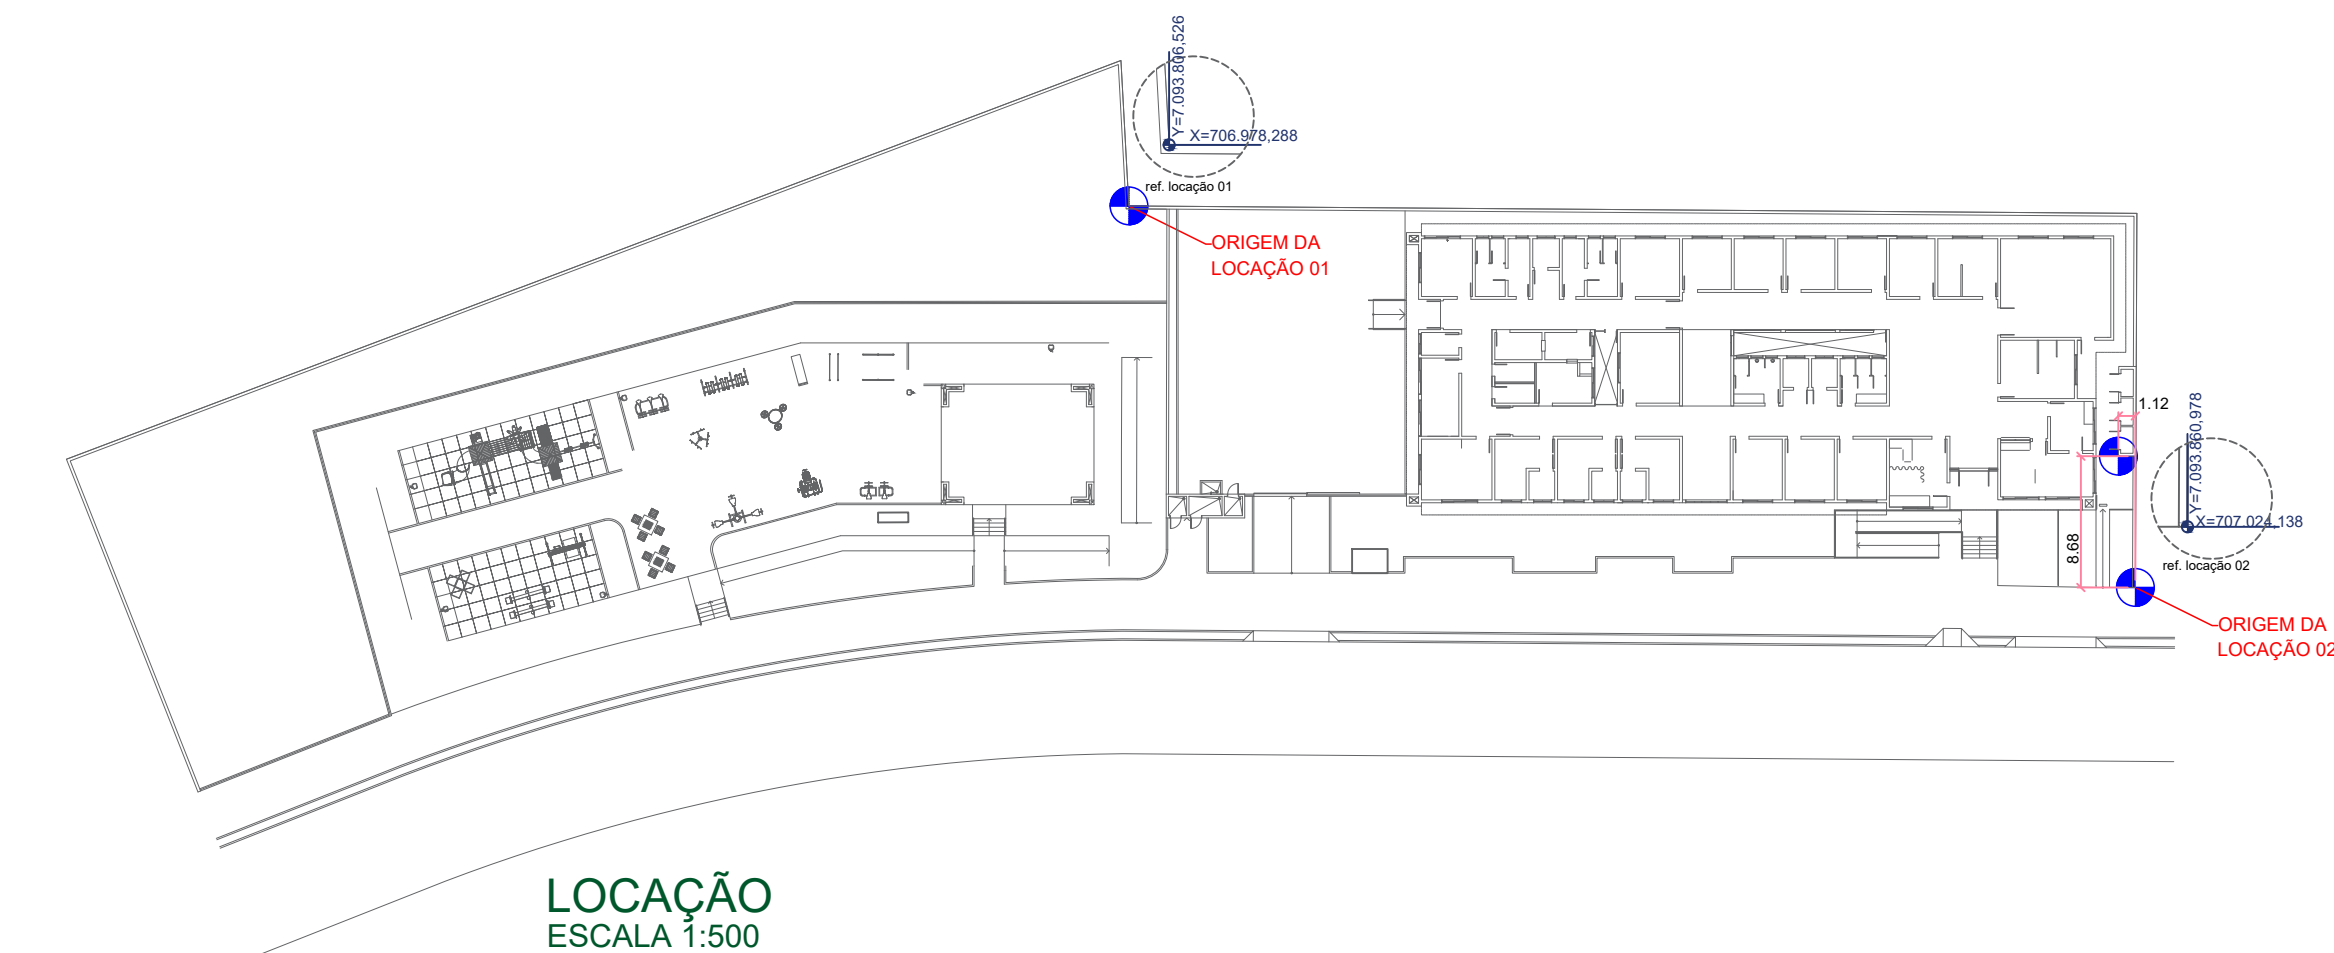 Y=7.093.806,526
X=706.978,288
ref. locação 01
ORIGEM DA
LOCAÇÃO 01
1.12
Y=7.093.860,978
X=707.024,138
8.68
ref. locação 02
ORIGEM DA
LOCAÇÃO 02
LOCAÇÃO
ESCALA 1:500